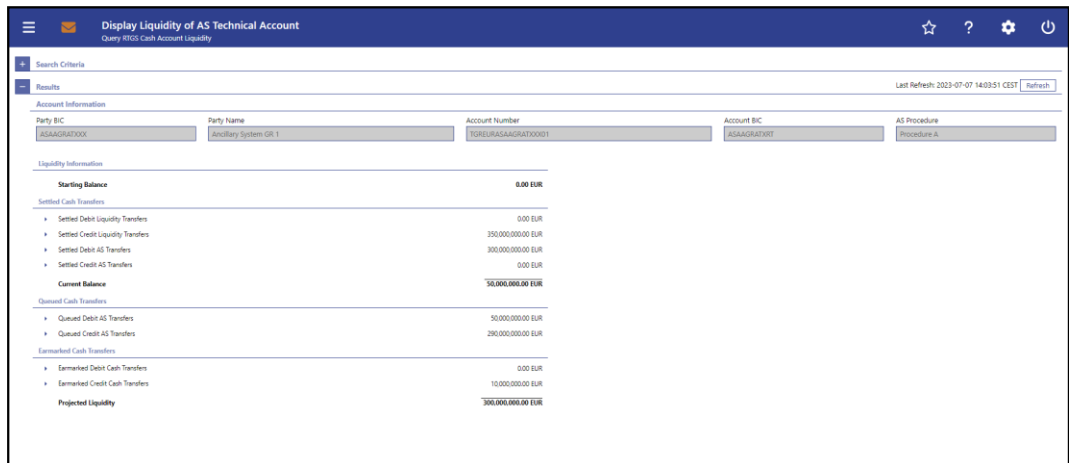 Display Liquidity of AS Technical Account
Query RTGS Cash Account Liquidity
Search Criteria
Results Last Refresh: 2023-07-07 14:03:51 CEST Refresh
Account Information
Party BIC Party Name Account Number Account BIC AS Procedure
ASAAGRATXXX Ancillary System GR 1 TGREURASAAGRATXXX01 ASAAGRATXRT Procedure A
Liquidity Information
Starting Balance 0.00 EUR
Settled Cash Transfers
Settled Debit Liquidity Transfers 0.00 EUR
Settled Credit Liquidity Transfers 350,000,000.00 EUR
Settled Debit AS Transfers 300,000,000.00 EUR
Settled Credit AS Transfers 0.00 EUR
Current Balance 50,000,000.00 EUR
Queued Cash Transfers
Queued Debit AS Transfers 50,000,000.00 EUR
Queued Credit AS Transfers 290,000,000.00 EUR
Earmarked Cash Transfers
Earmarked Debit Cash Transfers 0.00 EUR
Earmarked Credit Cash Transfers 10,000,000.00 EUR
Projected Liquidity 300,000,000.00 EUR